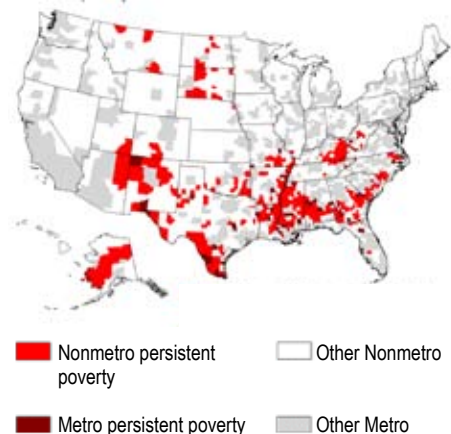 Nonmetro persistent
poverty
Other Nonmetro
Metro persistent poverty
Other Metro